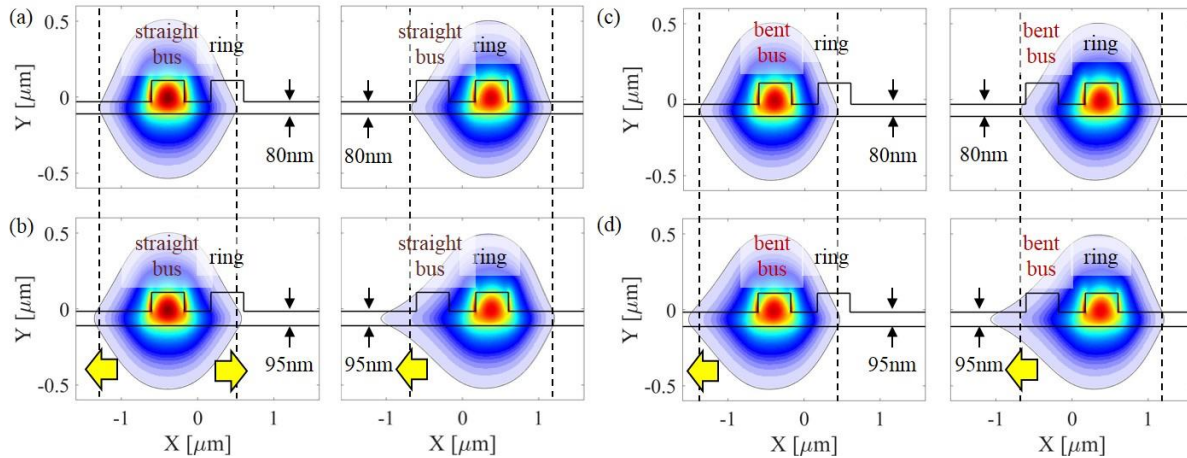 (a)
straight
bus
ring
80nm
straight
bus
ring
80nm
0.5
0
-0.5
Y [μm]
(c)
bent
bus
ring
80nm
bent
bus
ring
80nm
0.5
0
-0.5
Y [μm]
(b)
straight
bus
ring
95nm
straight
bus
ring
95nm
0.5
0
-0.5
Y [μm]
-1
0
1
X [μm]
-1
0
1
X [μm]
(d)
bent
bus
ring
95nm
bent
bus
ring
95nm
0.5
0
-0.5
Y [μm]
-1
0
1
X [μm]
-1
0
1
X [μm]